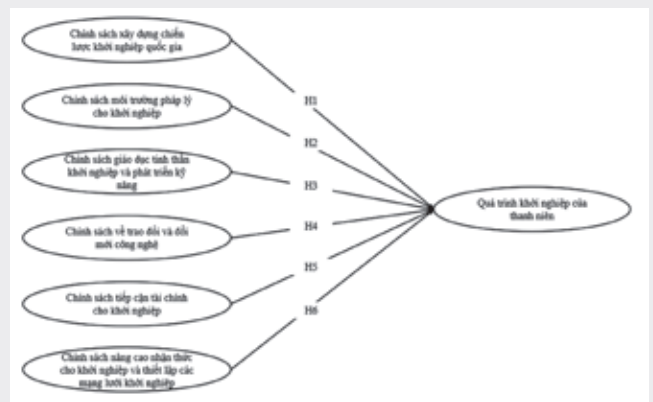 Chính sách xây dựng chiến
lược khởi nghiệp quốc gia
Chính sách môi trường pháp lý
cho khởi nghiệp
Chính sách giáo dục tinh thần
khởi nghiệp và phát triển kỹ
năng
Chính sách về trao đổi và đổi
mới công nghệ
Chính sách tiếp cận tài chính
cho khởi nghiệp
Chính sách nâng cao nhận thức
cho khởi nghiệp và thiết lập các
mạng lưới khởi nghiệp
H1
H2
H3
H4
H5
H6
Quá trình khởi nghiệp của
thanh niên